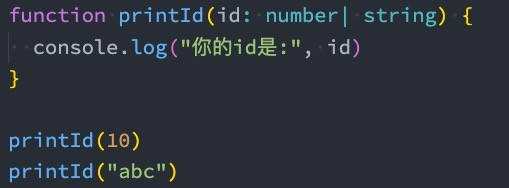 function printId(id: number| string) {
  console.log("你的id是:", id)
}

printId(10)
printId("abc")